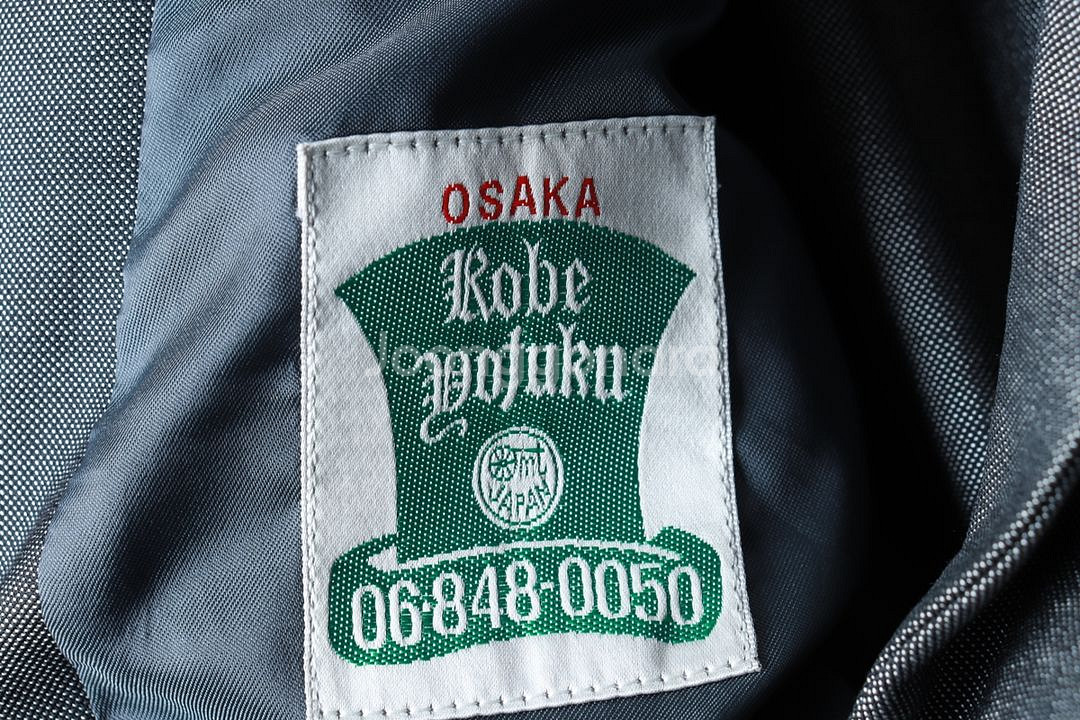 OSAKA
Kobe
Yofuku
JAPAN
06-848-0050